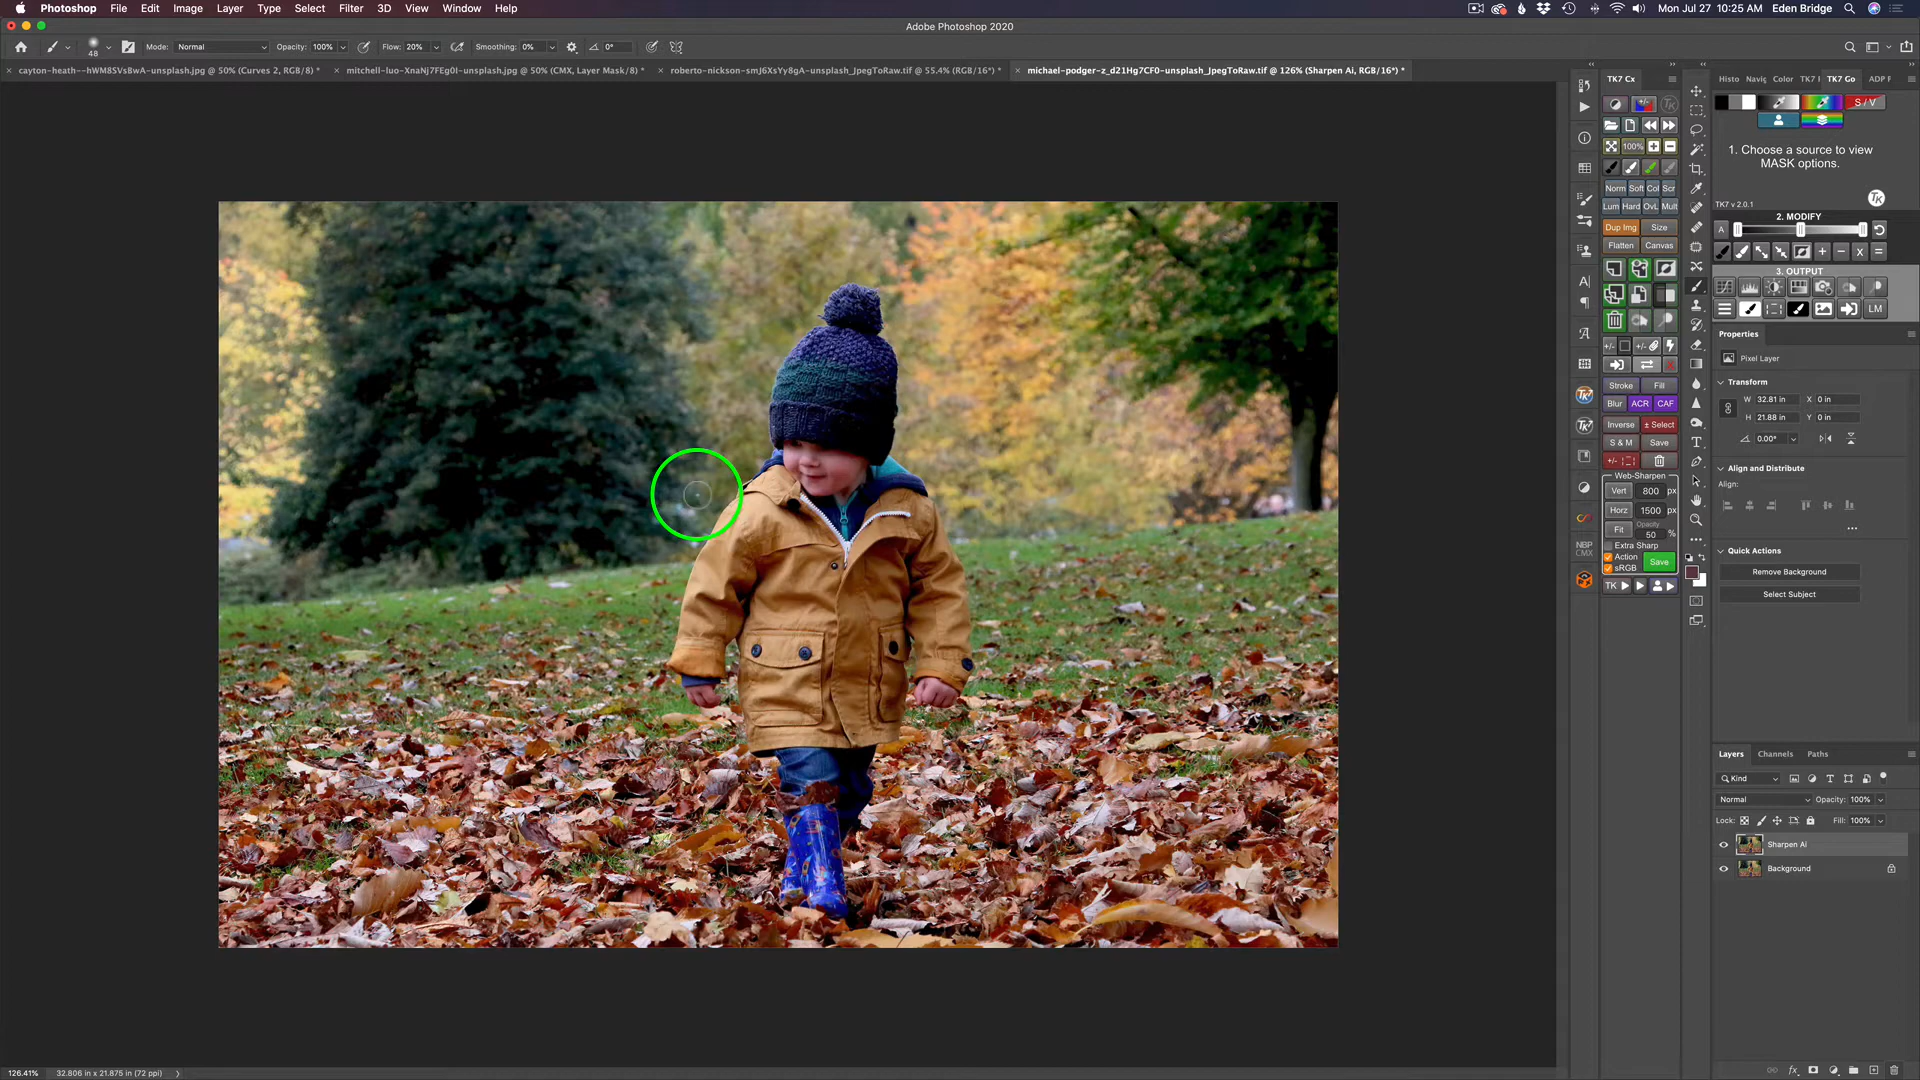 Photoshop File Edit Image Layer Type Select Filter 3D View Window Help
Mon Jul 27 10:25 AM Eden Bridge
Adobe Photoshop 2020
48 Mode: Normal Opacity: 100% Flow: 20% Smoothing: 0% 0°
cayton-heath--hWM8SVsBwA-unsplash.jpg @ 50% (Curves 2, RGB/8) *
mitchell-luo-XnaNj7FEg0I-unsplash.jpg @ 50% (CMX, Layer Mask/8) *
roberto-nickson-smJ6XsYy8gA-unsplash_JpegToRaw.tif @ 55.4% (RGB/16*) *
michael-podger-z_d21Hg7CF0-unsplash_JpegToRaw.tif @ 126% (Sharpen Ai, RGB/16*) *
TK7 Cx
100%
Norm Soft Col Scr
Lum Hard OvL Mult
Dup Img Size
Flatten Canvas
Stroke Fill
Blur ACR CAF
Inverse ± Select
S & M Save
+/-
Web-Sharpen
Vert 800 px
Horz 1500 px
Fit Opacity 50 %
Extra Sharp
Action
sRGB
Save
TK
NBP
CMX
Histo Navig Color TK7 TK7 Go ADP F
S / V
1. Choose a source to view
MASK options.
TK7 v 2.0.1
TK
2. MODIFY
A
3. OUTPUT
LM
Properties
Pixel Layer
Transform
W 32.81 in X 0 in
H 21.88 in Y 0 in
0.00°
Align and Distribute
Align:
Quick Actions
Remove Background
Select Subject
Layers Channels Paths
Kind
Normal Opacity: 100%
Lock: Fill: 100%
Sharpen Ai
Background
126.41% 32.806 in x 21.875 in (72 ppi)